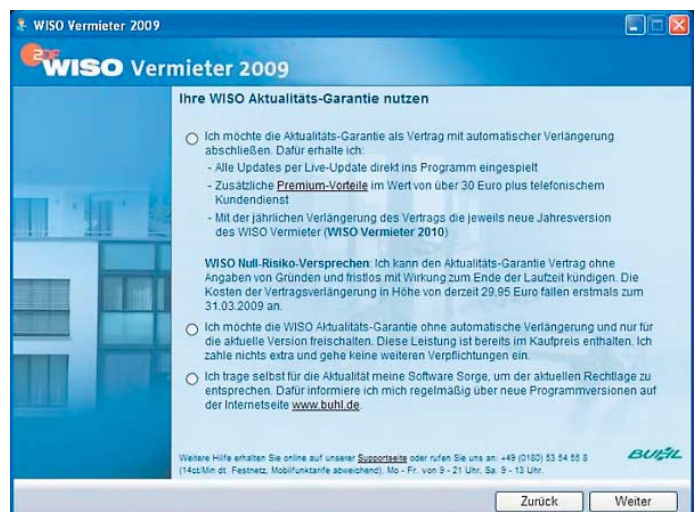 WISO Vermieter 2009
ZDF
WISO Vermieter 2009
Ihre WISO Aktualitäts-Garantie nutzen
Ich möchte die Aktualitäts-Garantie als Vertrag mit automatischer Verlängerung
abschließen. Dafür erhalte ich:
- Alle Updates per Live-Update direkt ins Programm eingespielt
- Zusätzliche Premium-Vorteile im Wert von über 30 Euro plus telefonischem
Kundendienst
- Mit der jährlichen Verlängerung des Vertrags die jeweils neue Jahresversion
des WISO Vermieter (WISO Vermieter 2010)
WISO Null-Risiko-Versprechen: Ich kann den Aktualitäts-Garantie Vertrag ohne
Angaben von Gründen und fristlos mit Wirkung zum Ende der Laufzeit kündigen. Die
Kosten der Vertragsverlängerung in Höhe von derzeit 29,95 Euro fallen erstmals zum
31.03.2009 an.
Ich möchte die WISO Aktualitäts-Garantie ohne automatische Verlängerung und nur für
die aktuelle Version freischalten. Diese Leistung ist bereits im Kaufpreis enthalten. Ich
zahle nichts extra und gehe keine weiteren Verpflichtungen ein.
Ich trage selbst für die Aktualität meine Software Sorge, um der aktuellen Rechtlage zu
entsprechen. Dafür informiere ich mich regelmäßig über neue Programmversionen auf
der Internetseite www.buhl.de.
Weitere Hilfe erhalten Sie online auf unserer Supportseite oder rufen Sie uns an: +49 (0180) 53 54 55 8
(14ct/Min dt. Festnetz, Mobilfunktarife abweichend), Mo - Fr. von 9 - 21 Uhr, Sa. 9 - 13 Uhr.
BUHL
Zurück
Weiter